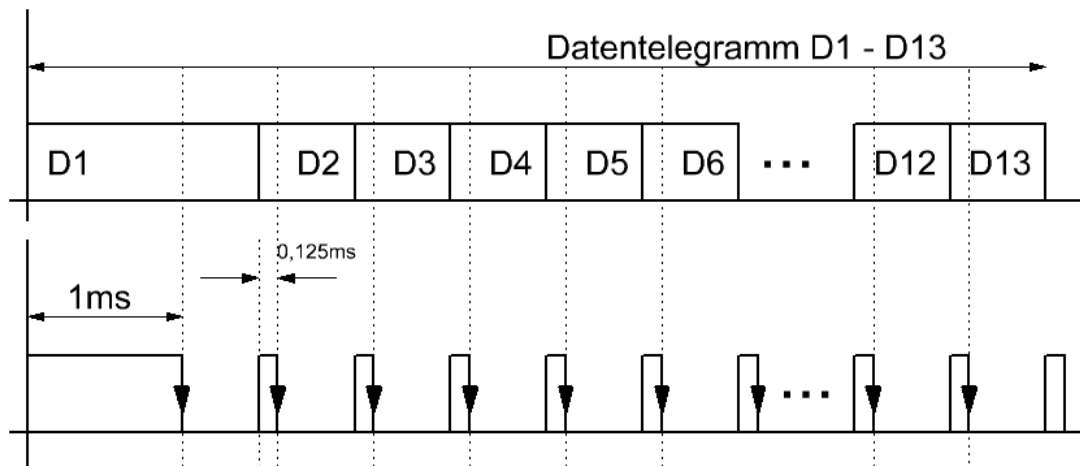 Datentelegramm D1 - D13
D1 D2 D3 D4 D5 D6 ... D12 D13
0,125ms
1ms
...